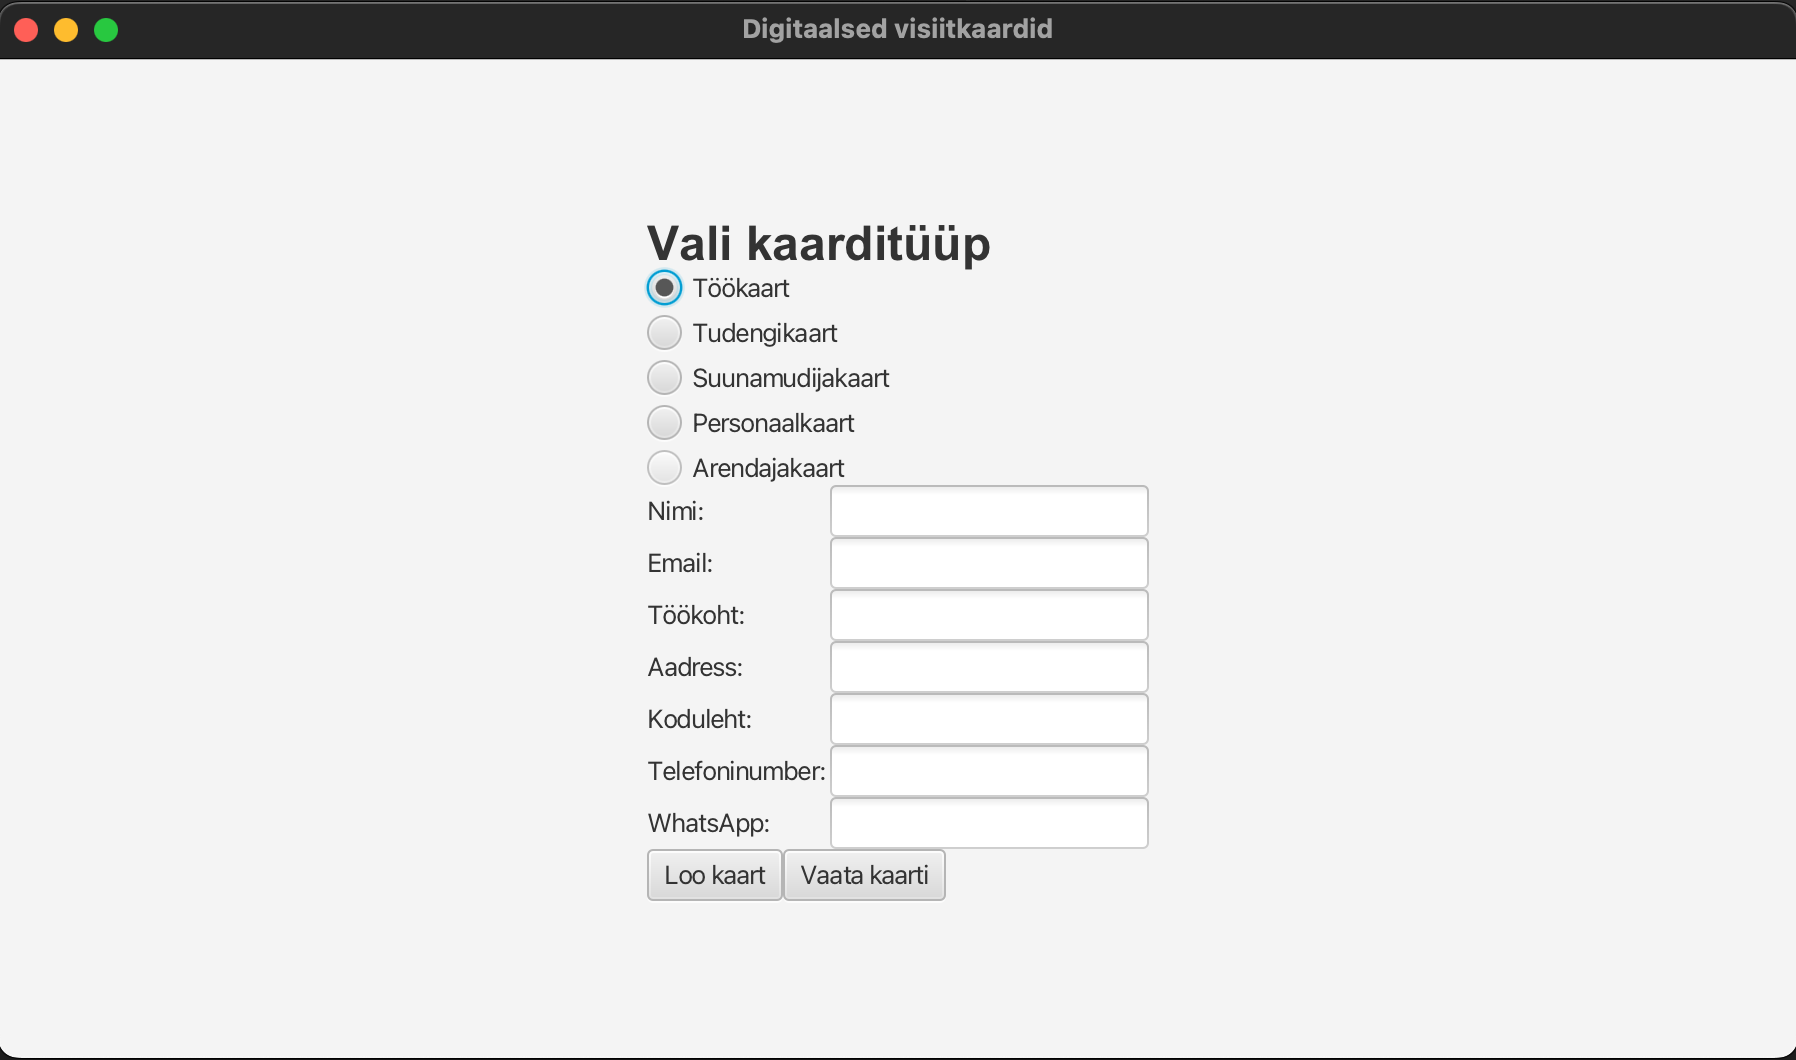 Digitaalsed visiitkaardid
Vali kaarditüüp
Töökaart
Tudengikaart
Suunamudijakaart
Personaalkaart
Arendajakaart
Nimi:
Email:
Töökoht:
Aadress:
Koduleht:
Telefoninumber:
WhatsApp:
Loo kaart Vaata kaarti